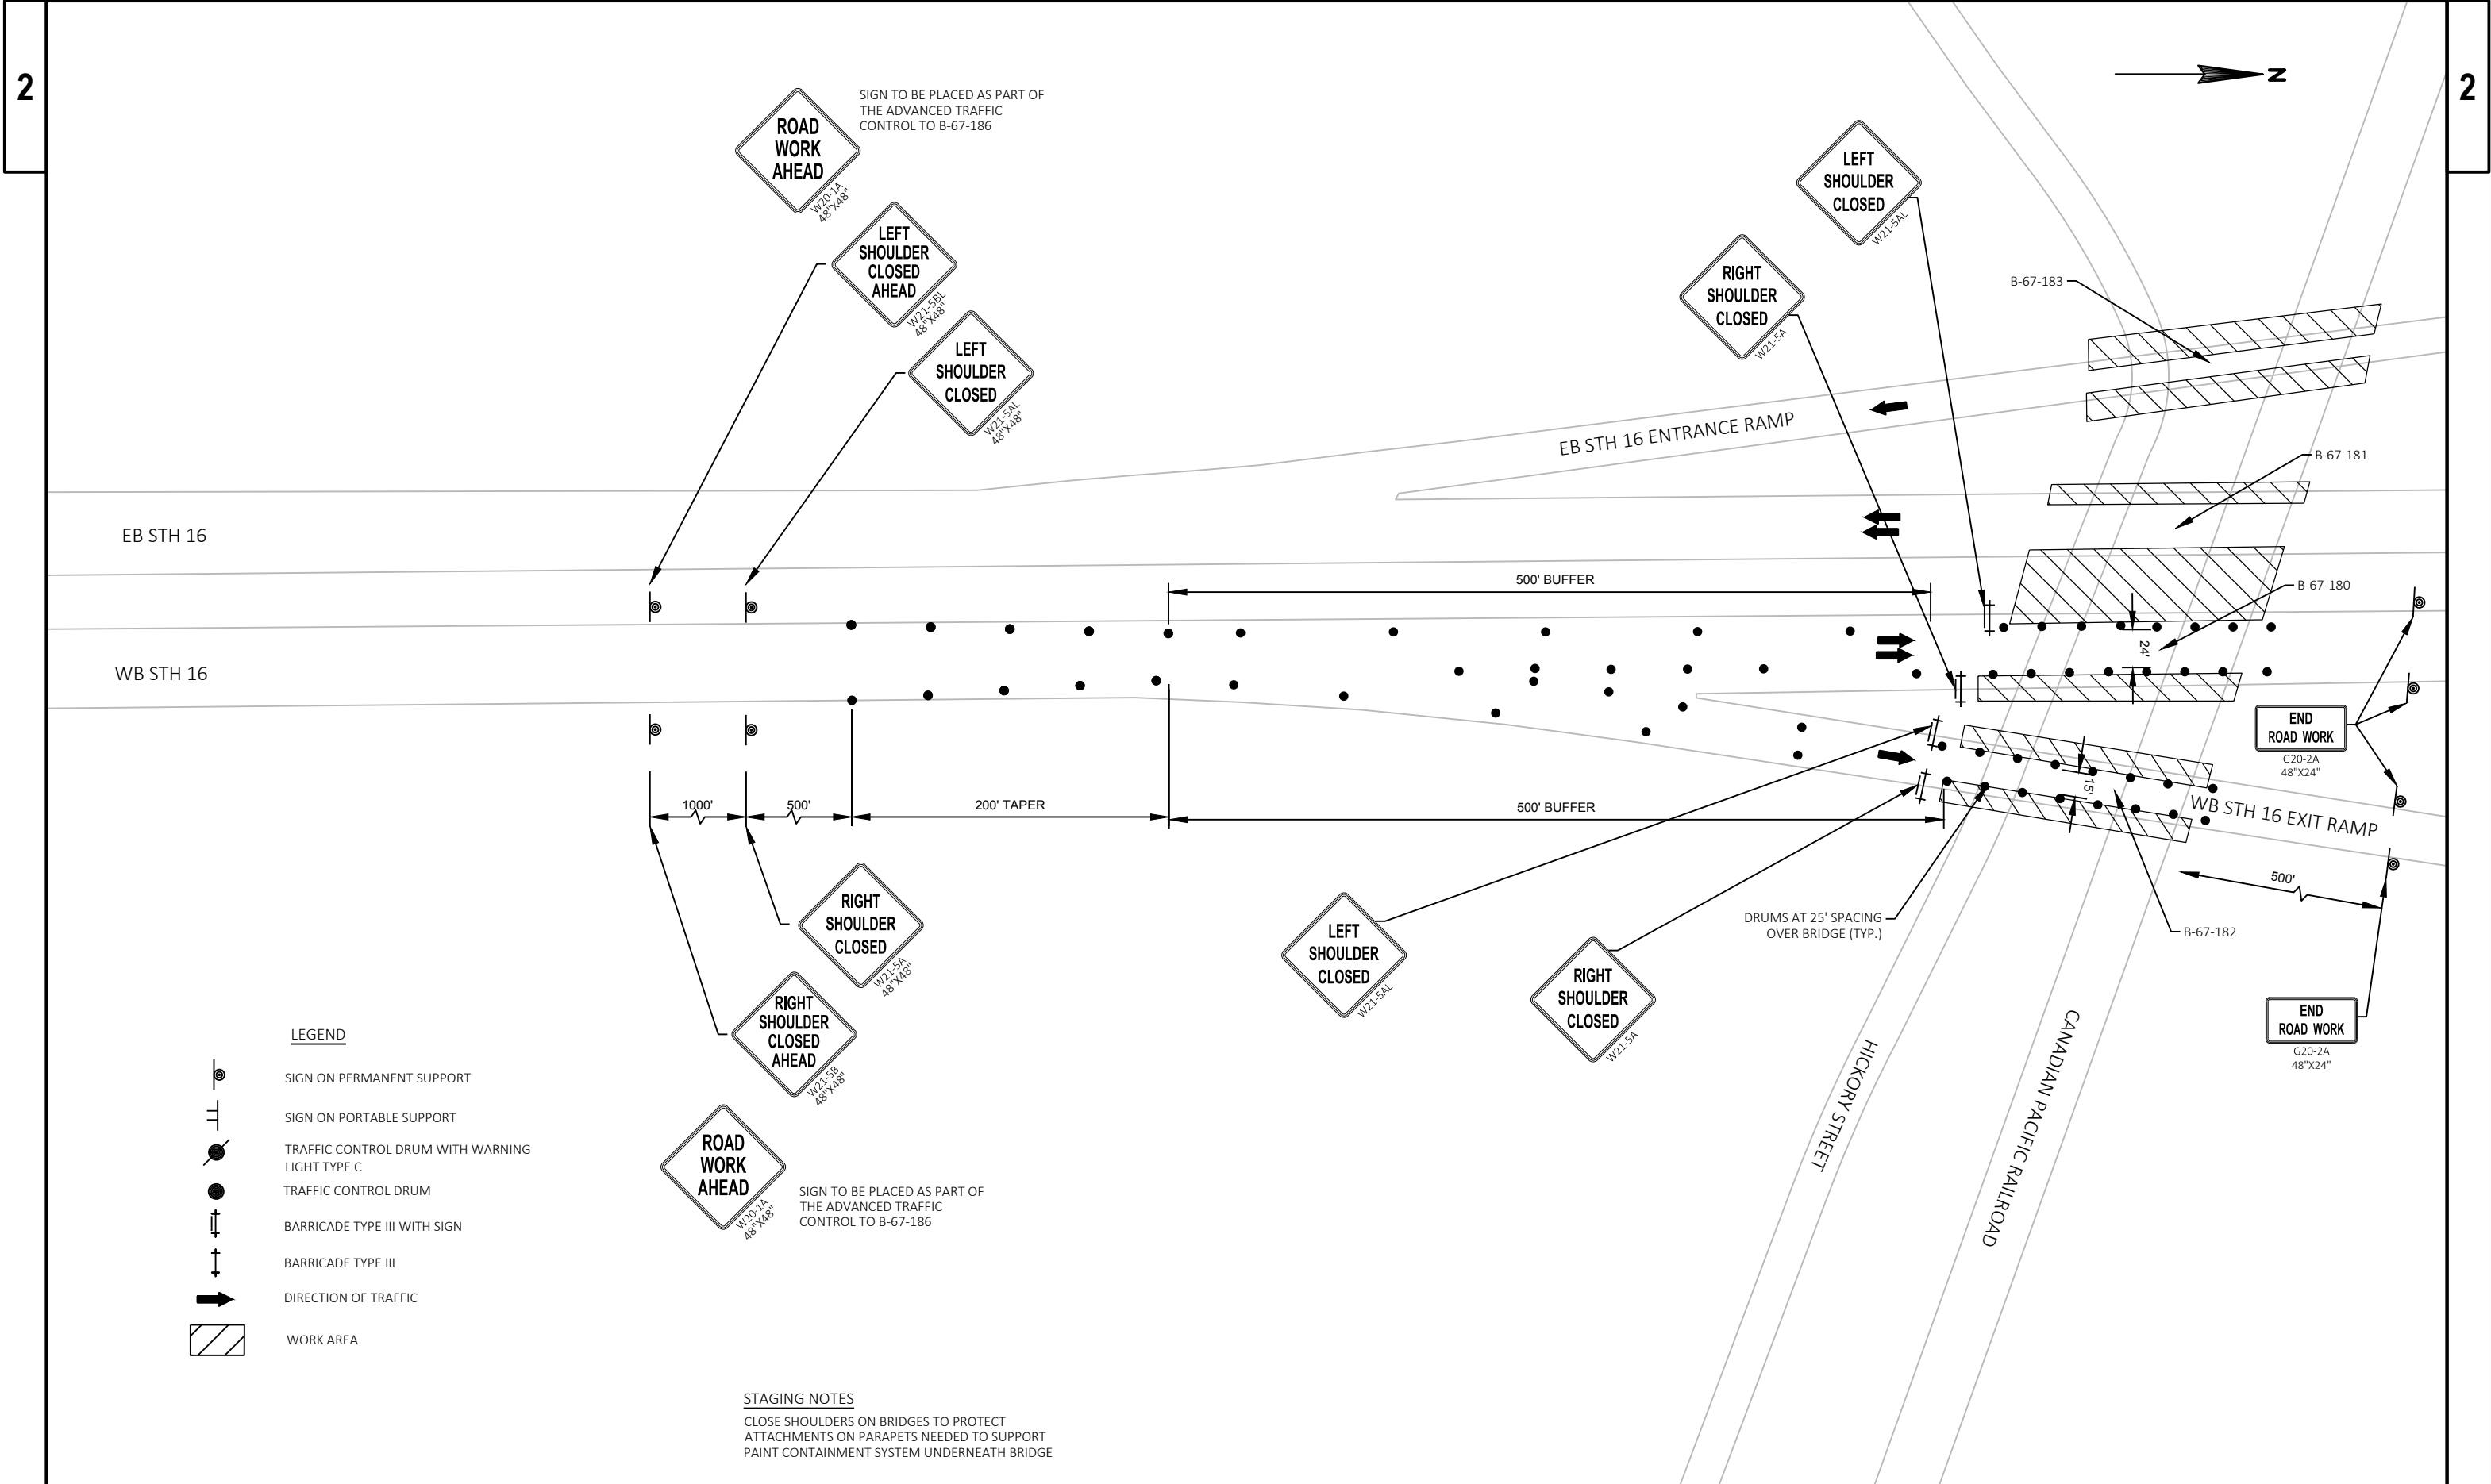 2
2
N
ROAD
WORK
AHEAD
W20-1A
48"X48"
SIGN TO BE PLACED AS PART OF
THE ADVANCED TRAFFIC
CONTROL TO B-67-186
LEFT
SHOULDER
CLOSED
AHEAD
W21-5BL
48"X48"
LEFT
SHOULDER
CLOSED
W21-5AL
48"X48"
LEFT
SHOULDER
CLOSED
W21-5AL
RIGHT
SHOULDER
CLOSED
W21-5A
B-67-183
EB STH 16 ENTRANCE RAMP
B-67-181
EB STH 16
500' BUFFER
B-67-180
24'
WB STH 16
END
ROAD WORK
G20-2A
48"X24"
15'
WB STH 16 EXIT RAMP
1000'
500'
200' TAPER
500' BUFFER
RIGHT
SHOULDER
CLOSED
W21-5A
48"X48"
RIGHT
SHOULDER
CLOSED
AHEAD
W21-5B
48"X48"
ROAD
WORK
AHEAD
W20-1A
48"X48"
SIGN TO BE PLACED AS PART OF
THE ADVANCED TRAFFIC
CONTROL TO B-67-186
LEFT
SHOULDER
CLOSED
W21-5AL
RIGHT
SHOULDER
CLOSED
W21-5A
DRUMS AT 25' SPACING
OVER BRIDGE (TYP.)
500'
B-67-182
END
ROAD WORK
G20-2A
48"X24"
HICKORY STREET
CANADIAN PACIFIC RAILROAD
LEGEND
SIGN ON PERMANENT SUPPORT
SIGN ON PORTABLE SUPPORT
TRAFFIC CONTROL DRUM WITH WARNING
LIGHT TYPE C
TRAFFIC CONTROL DRUM
BARRICADE TYPE III WITH SIGN
BARRICADE TYPE III
DIRECTION OF TRAFFIC
WORK AREA
STAGING NOTES
CLOSE SHOULDERS ON BRIDGES TO PROTECT
ATTACHMENTS ON PARAPETS NEEDED TO SUPPORT
PAINT CONTAINMENT SYSTEM UNDERNEATH BRIDGE